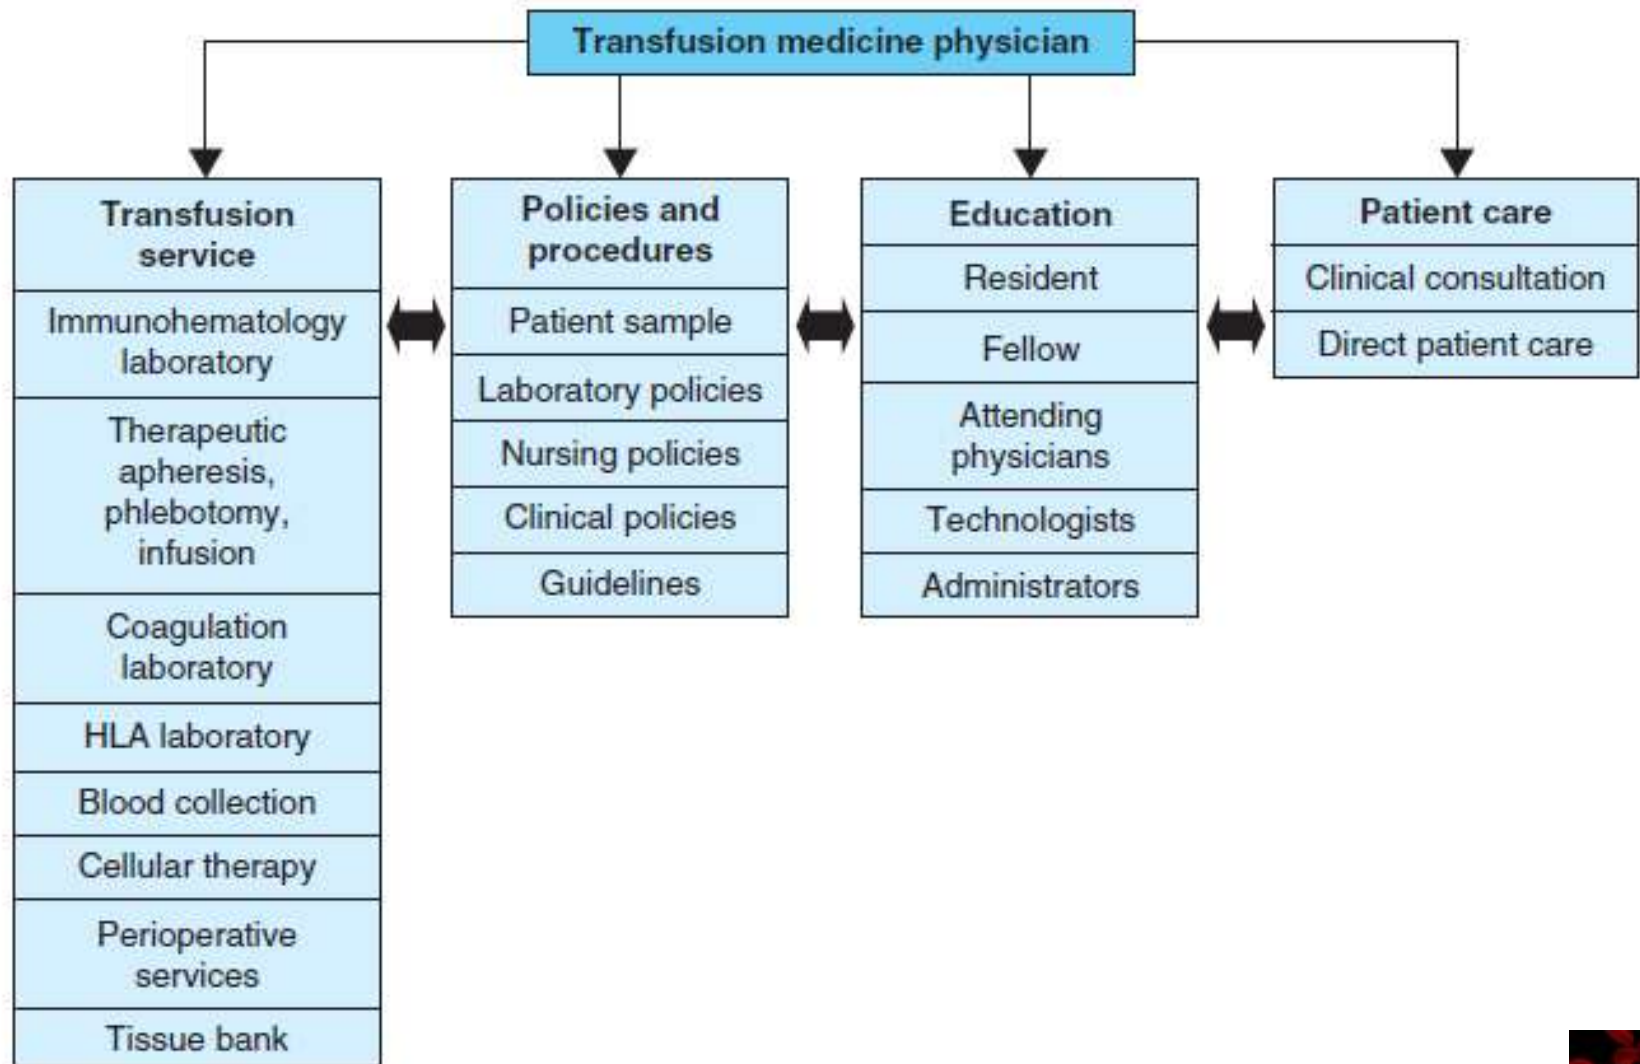 Transfusion medicine physician
Transfusion
service
Immunohematology
laboratory
Therapeutic
apheresis,
phlebotomy,
infusion
Coagulation
laboratory
HLA laboratory
Blood collection
Cellular therapy
Perioperative
services
Tissue bank
Policies and
procedures
Patient sample
Laboratory policies
Nursing policies
Clinical policies
Guidelines
Education
Resident
Fellow
Attending
physicians
Technologists
Administrators
Patient care
Clinical consultation
Direct patient care